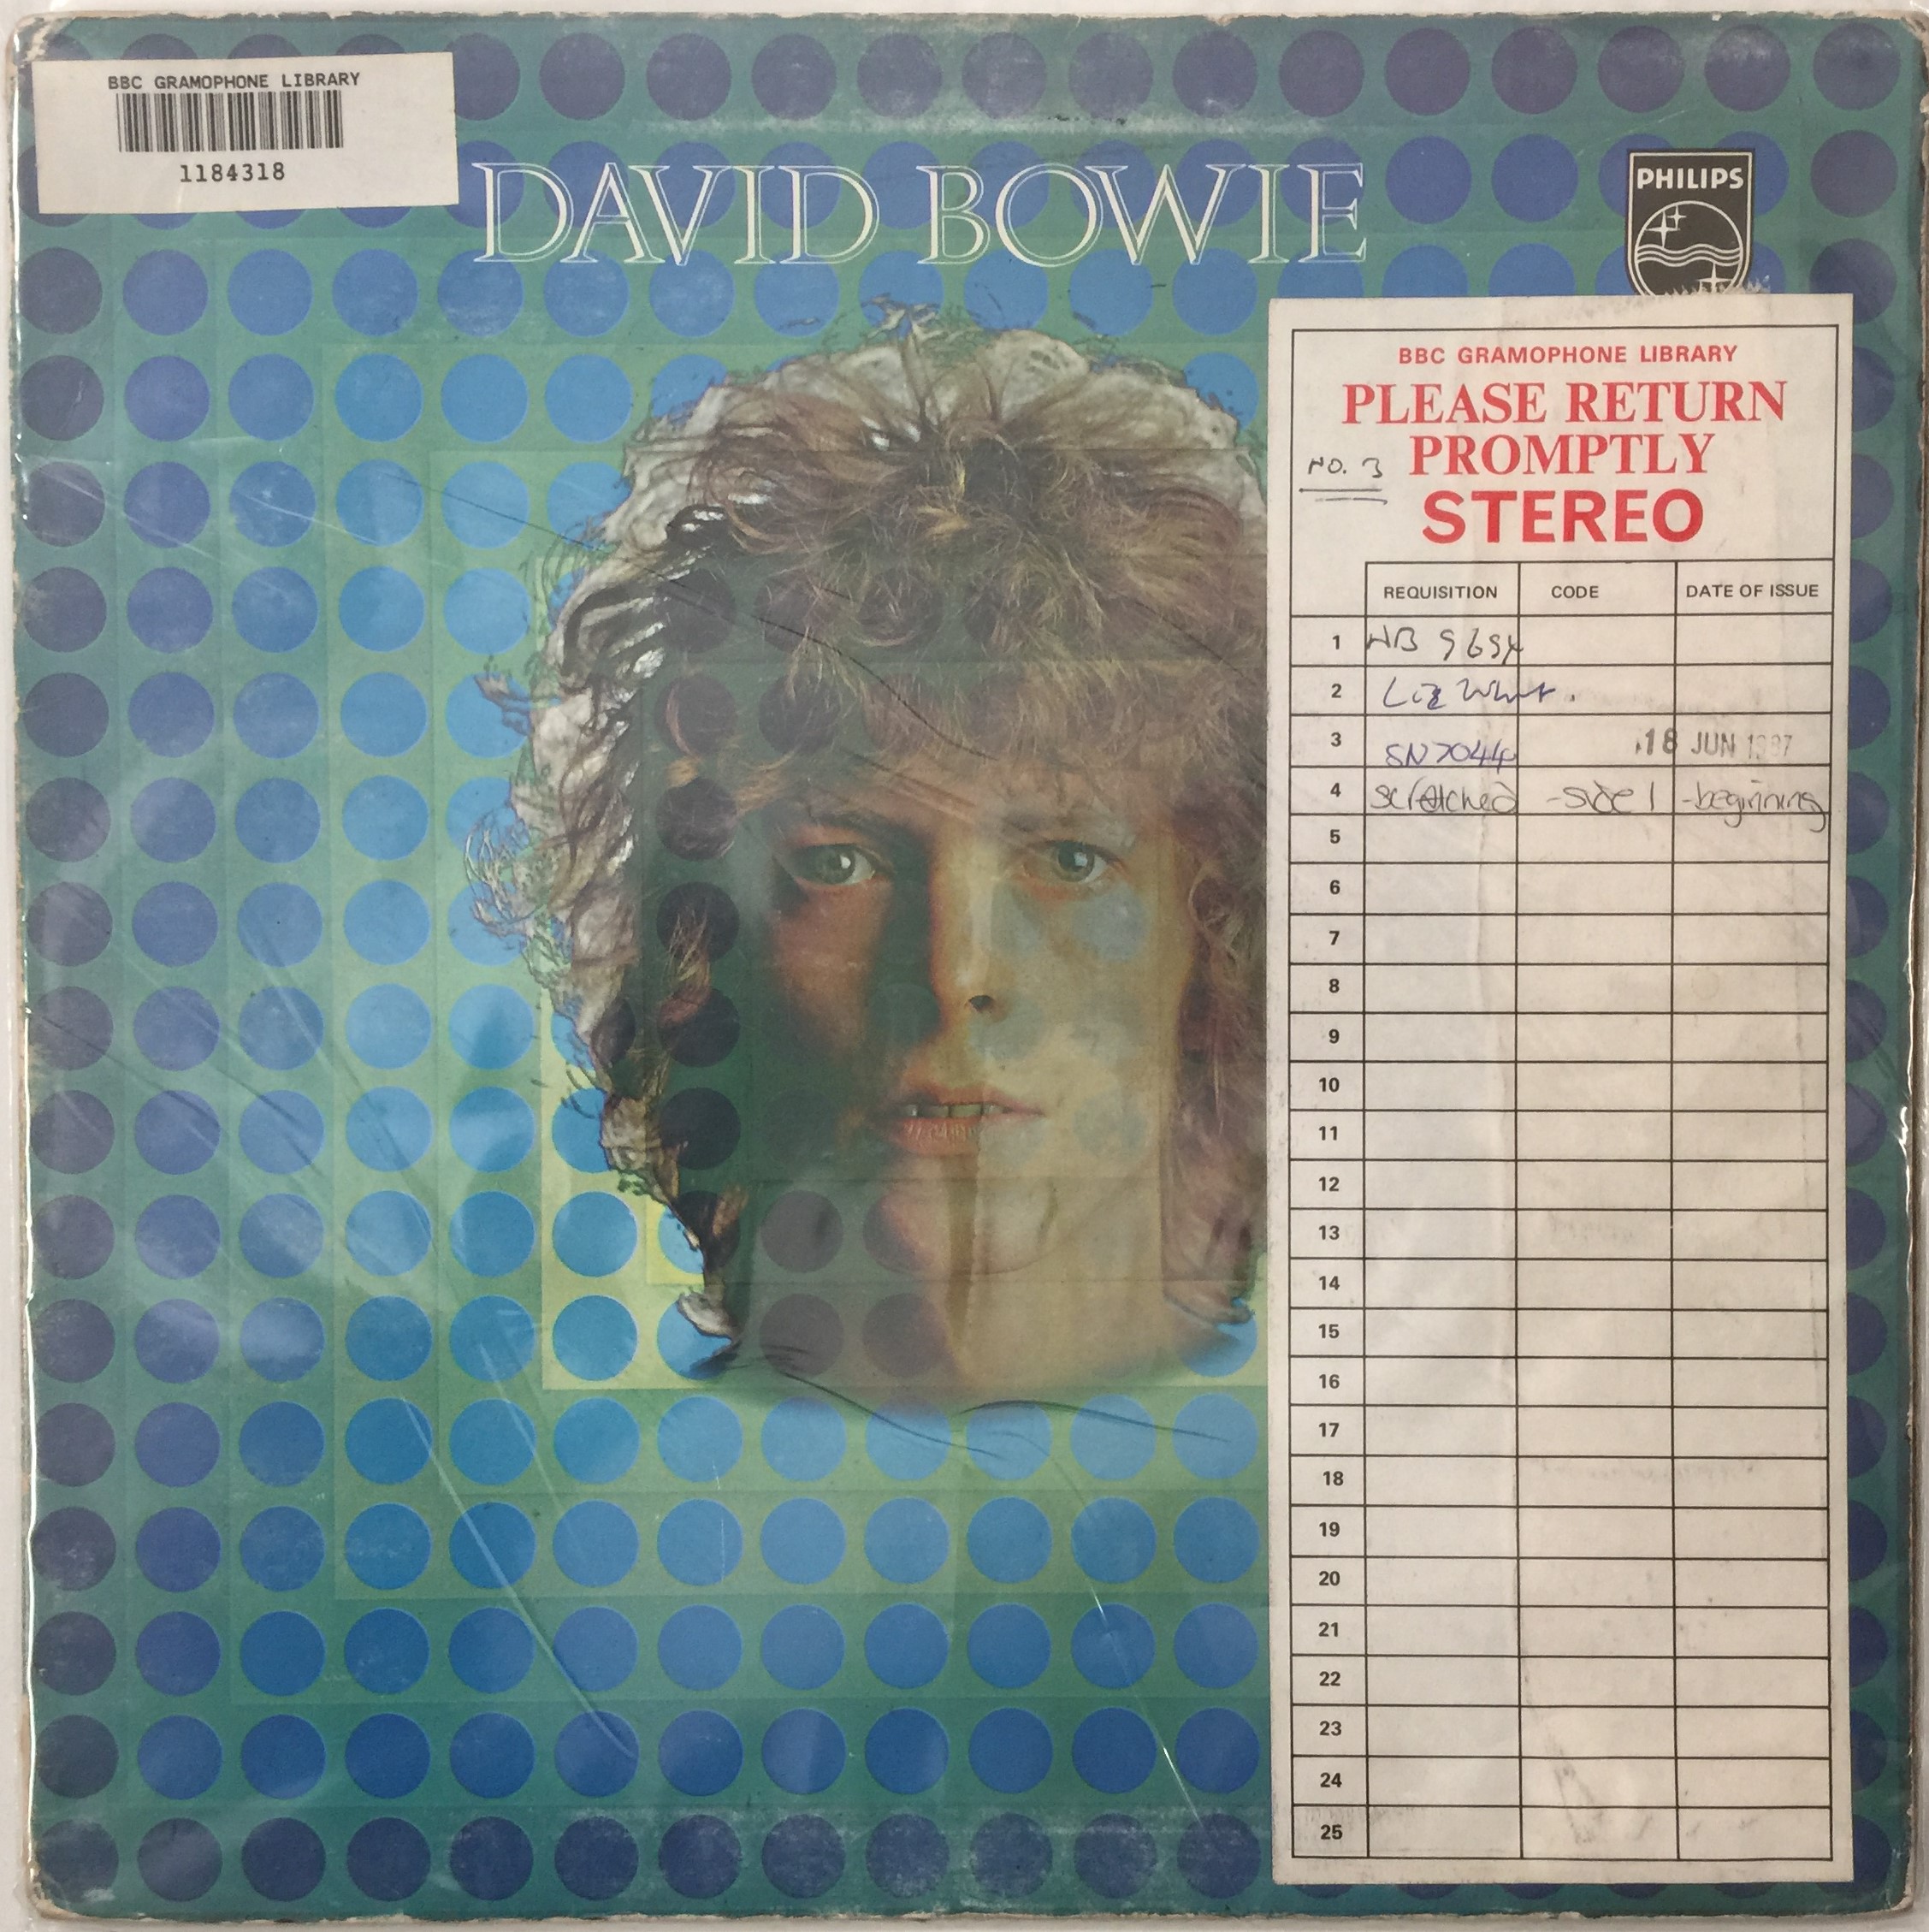 BBC GRAMOPHONE LIBRARY
1184318
DAVID BOWIE
PHILIPS
BBC GRAMOPHONE LIBRARY
PLEASE RETURN
PROMPTLY
NO. 3
STEREO
REQUISITION CODE DATE OF ISSUE
1
2
3 SN7044 18 JUN 1987
4 scratched - side 1 - beginning
5
6
7
8
9
10
11
12
13
14
15
16
17
18
19
20
21
22
23
24
25